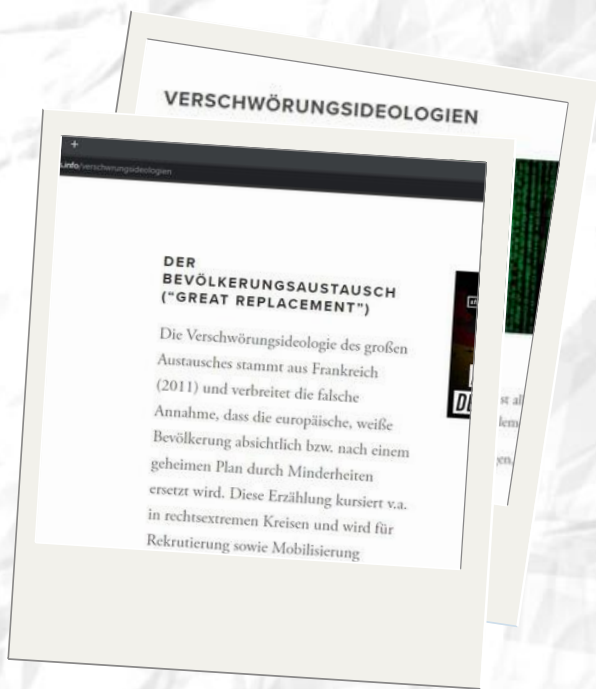 VERSCHWÖRUNGSIDEOLOGIEN
+
.info/verschwrungsideologien
DER
BEVÖLKERUNGSAUSTAUSCH
("GREAT REPLACEMENT")
Die Verschwörungsideologie des großen
Austausches stammt aus Frankreich
(2011) und verbreitet die falsche
Annahme, dass die europäische, weiße
Bevölkerung absichtlich bzw. nach einem
geheimen Plan durch Minderheiten
ersetzt wird. Diese Erzählung kursiert v.a.
in rechtsextremen Kreisen und wird für
Rekrutierung sowie Mobilisierung